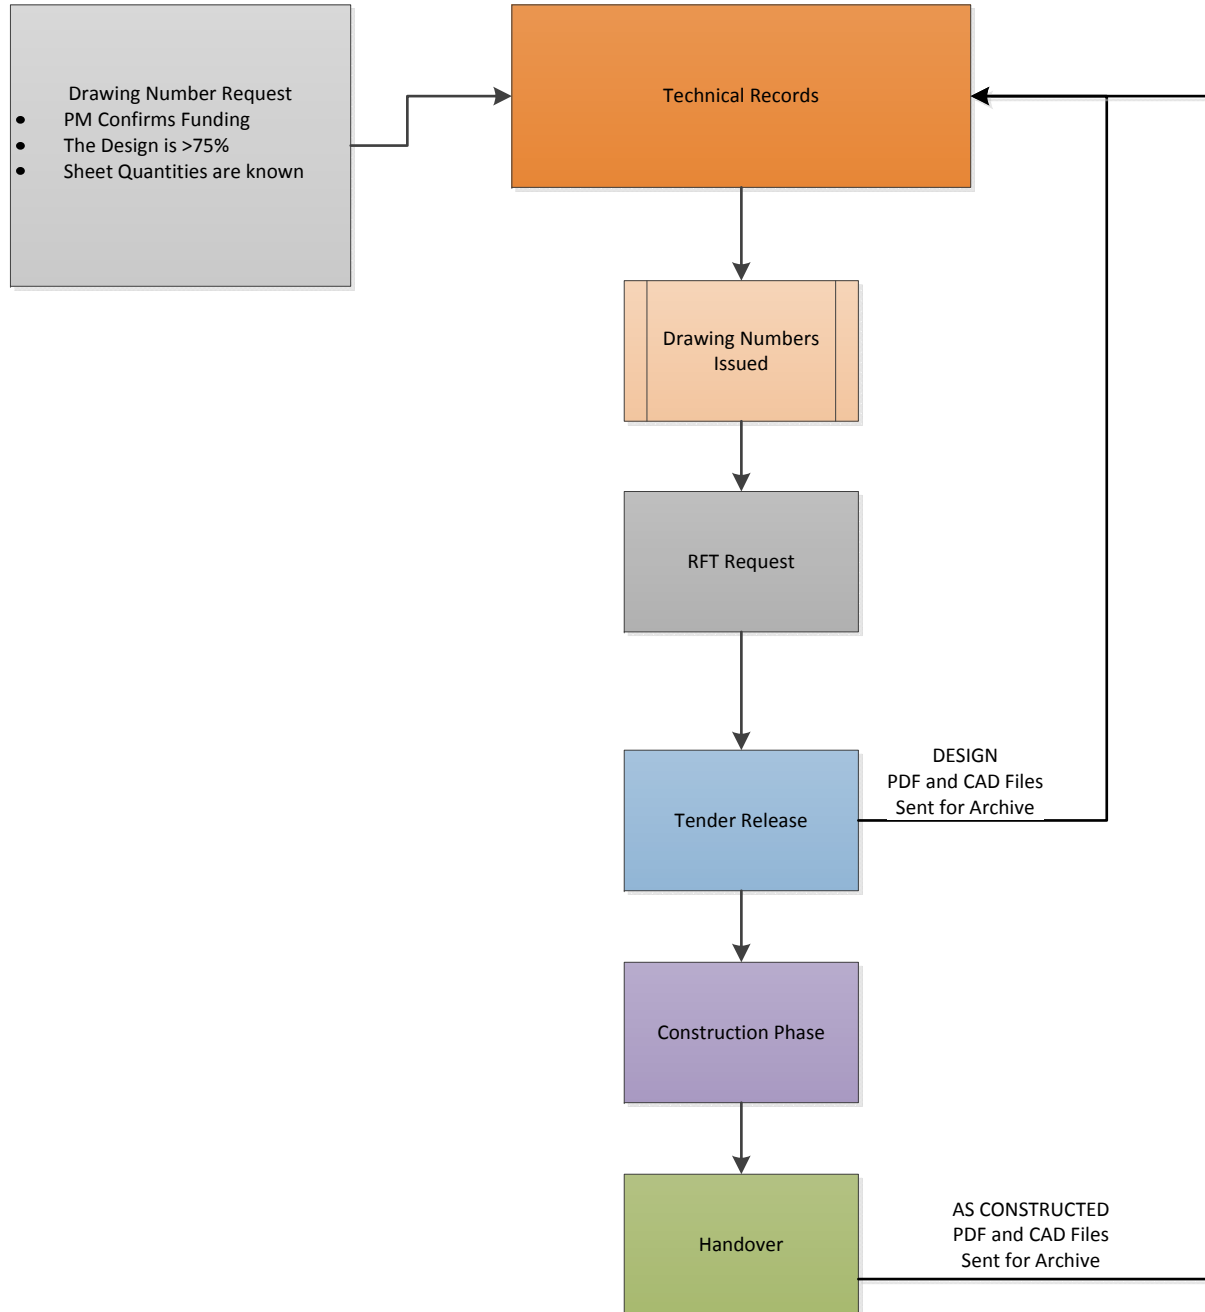 Drawing Number Request
• PM Confirms Funding
• The Design is >75%
• Sheet Quantities are known
Technical Records
Drawing Numbers
Issued
RFT Request
Tender Release
DESIGN
PDF and CAD Files
Sent for Archive
Construction Phase
Handover
AS CONSTRUCTED
PDF and CAD Files
Sent for Archive